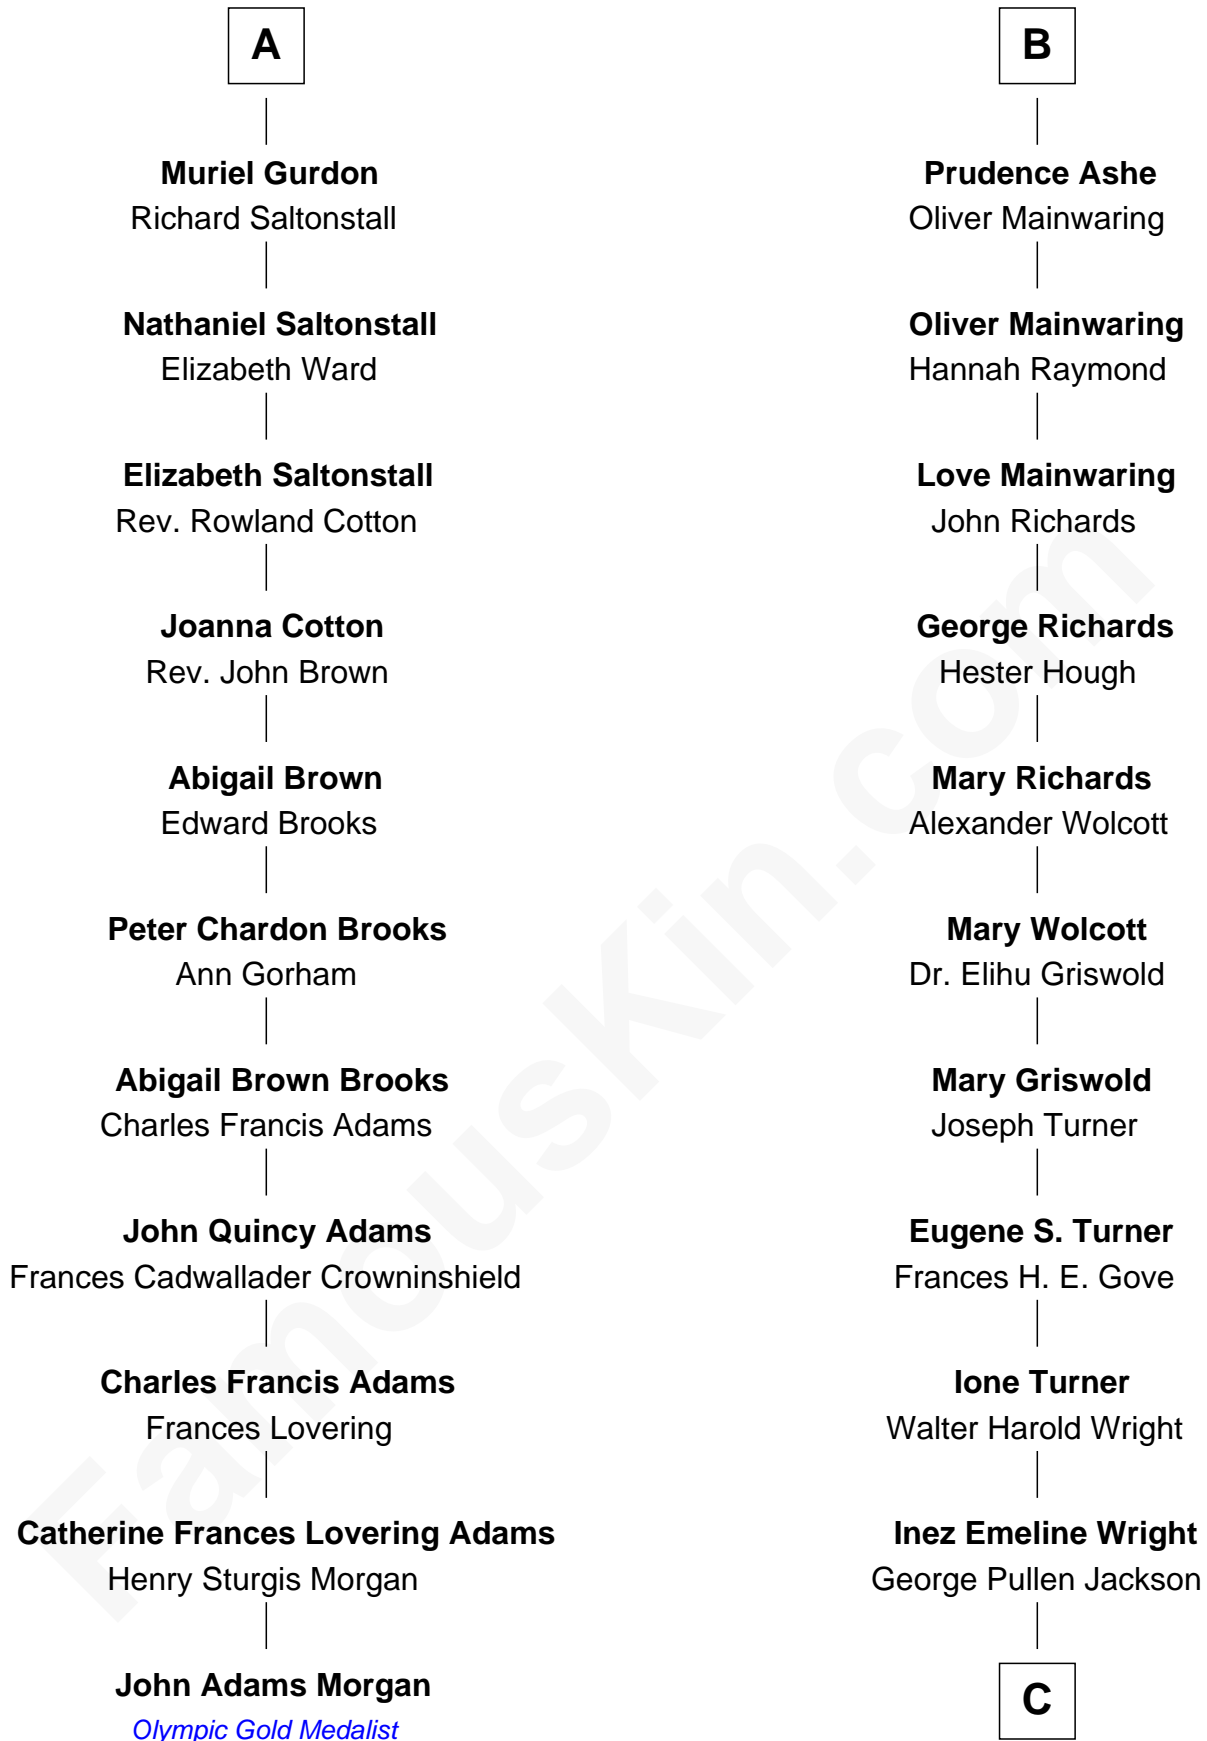 A
Muriel Gurdon
Richard Saltonstall
Nathaniel Saltonstall
Elizabeth Ward
Elizabeth Saltonstall
Rev. Rowland Cotton
Joanna Cotton
Rev. John Brown
Abigail Brown
Edward Brooks
Peter Chardon Brooks
Ann Gorham
Abigail Brown Brooks
Charles Francis Adams
John Quincy Adams
Frances Cadwallader Crowninshield
Charles Francis Adams
Frances Lovering
Catherine Frances Lovering Adams
Henry Sturgis Morgan
John Adams Morgan
Olympic Gold Medalist
B
Prudence Ashe
Oliver Mainwaring
Oliver Mainwaring
Hannah Raymond
Love Mainwaring
John Richards
George Richards
Hester Hough
Mary Richards
Alexander Wolcott
Mary Wolcott
Dr. Elihu Griswold
Mary Griswold
Joseph Turner
Eugene S. Turner
Frances H. E. Gove
Ione Turner
Walter Harold Wright
Inez Emeline Wright
George Pullen Jackson
C
FamousKin.com